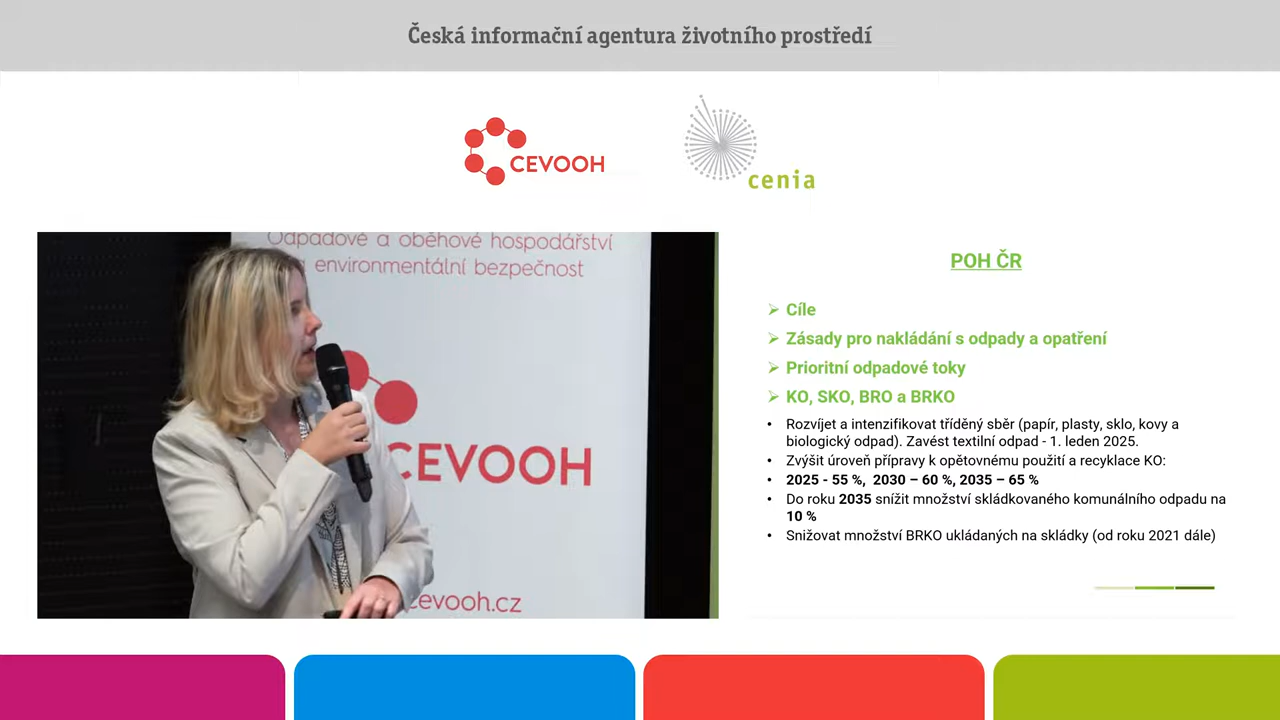 Česká informační agentura životního prostředí
CEVOOH
cenia
Odpadové a oběhové hospodářství
a environmentální bezpečnost
CEVOOH
cevooh.cz
POH ČR
Cíle
Zásady pro nakládání s odpady a opatření
Prioritní odpadové toky
KO, SKO, BRO a BRKO
Rozvíjet a intenzifikovat tříděný sběr (papír, plasty, sklo, kovy a
biologický odpad). Zavést textilní odpad - 1. leden 2025.
Zvýšit úroveň přípravy k opětovnému použití a recyklace KO:
2025 - 55 %, 2030 – 60 %, 2035 – 65 %
Do roku 2035 snížit množství skládkovaného komunálního odpadu na
10 %
Snižovat množství BRKO ukládaných na skládky (od roku 2021 dále)